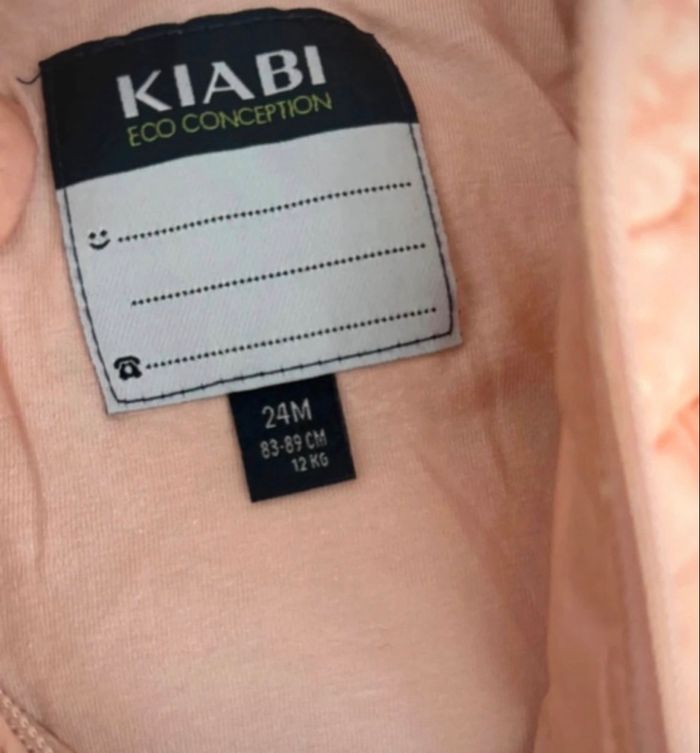 KIABI
ECO CONCEPTION
24M
83-89 CM
12 KG